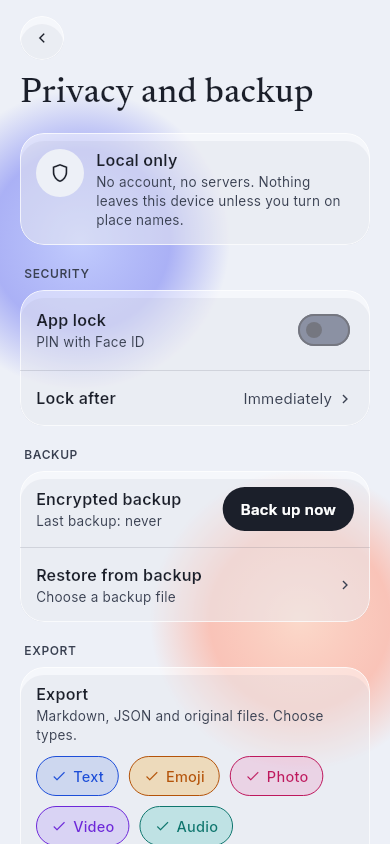 Privacy and backup
Local only
No account, no servers. Nothing
leaves this device unless you turn on
place names.
SECURITY
App lock
PIN with Face ID
Lock after
Immediately
BACKUP
Encrypted backup
Last backup: never
Back up now
Restore from backup
Choose a backup file
EXPORT
Export
Markdown, JSON and original files. Choose
types.
Text Emoji Photo
Video Audio